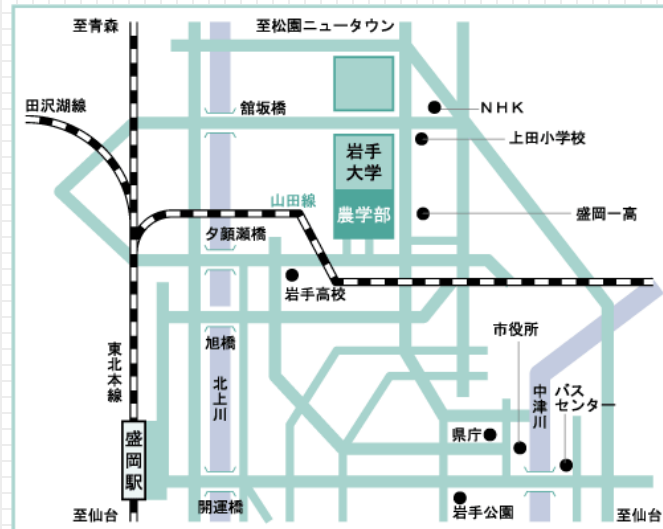 至青森
至松園ニュータウン
田沢湖線
舘坂橋
ＮＨＫ
上田小学校
岩手
大学
山田線
農学部
盛岡一高
夕顔瀬橋
岩手高校
市役所
旭橋
東北本線
北上川
中津川
バス
センター
盛岡駅
県庁
開運橋
岩手公園
至仙台
至仙台